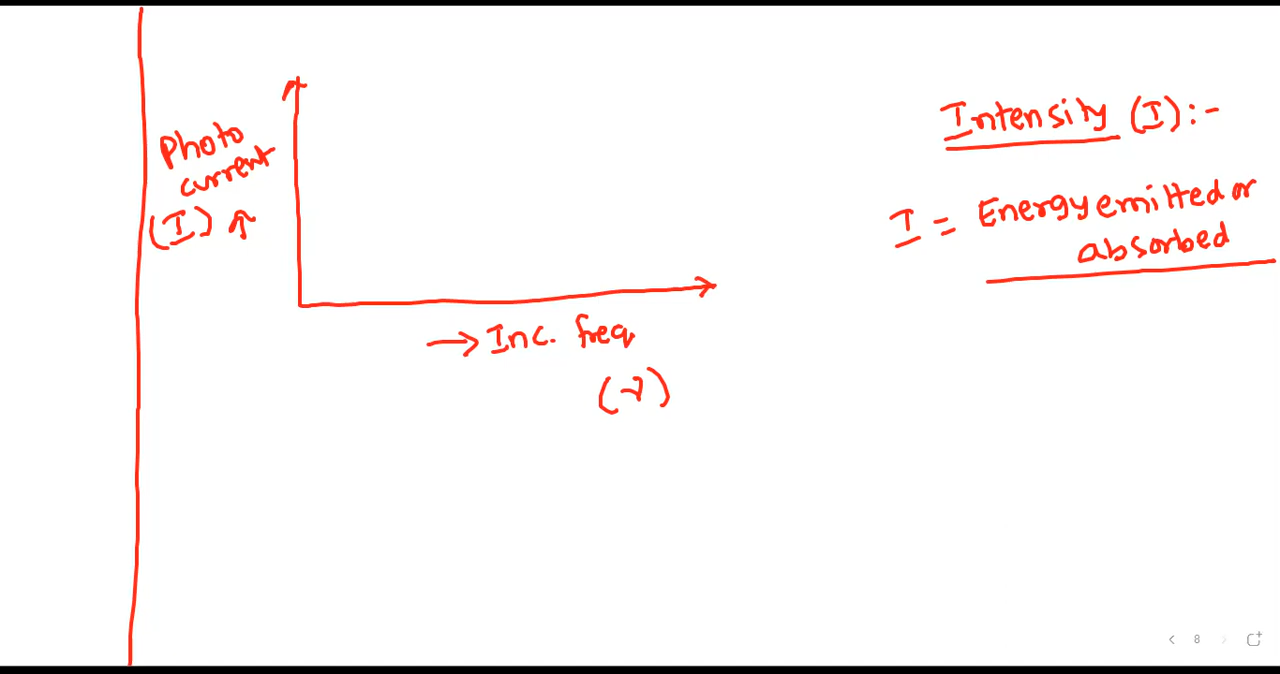 Photo
current
(I) ↑
→ Inc. freq
(ν)
Intensity (I):-
I = Energy emitted or
absorbed
8